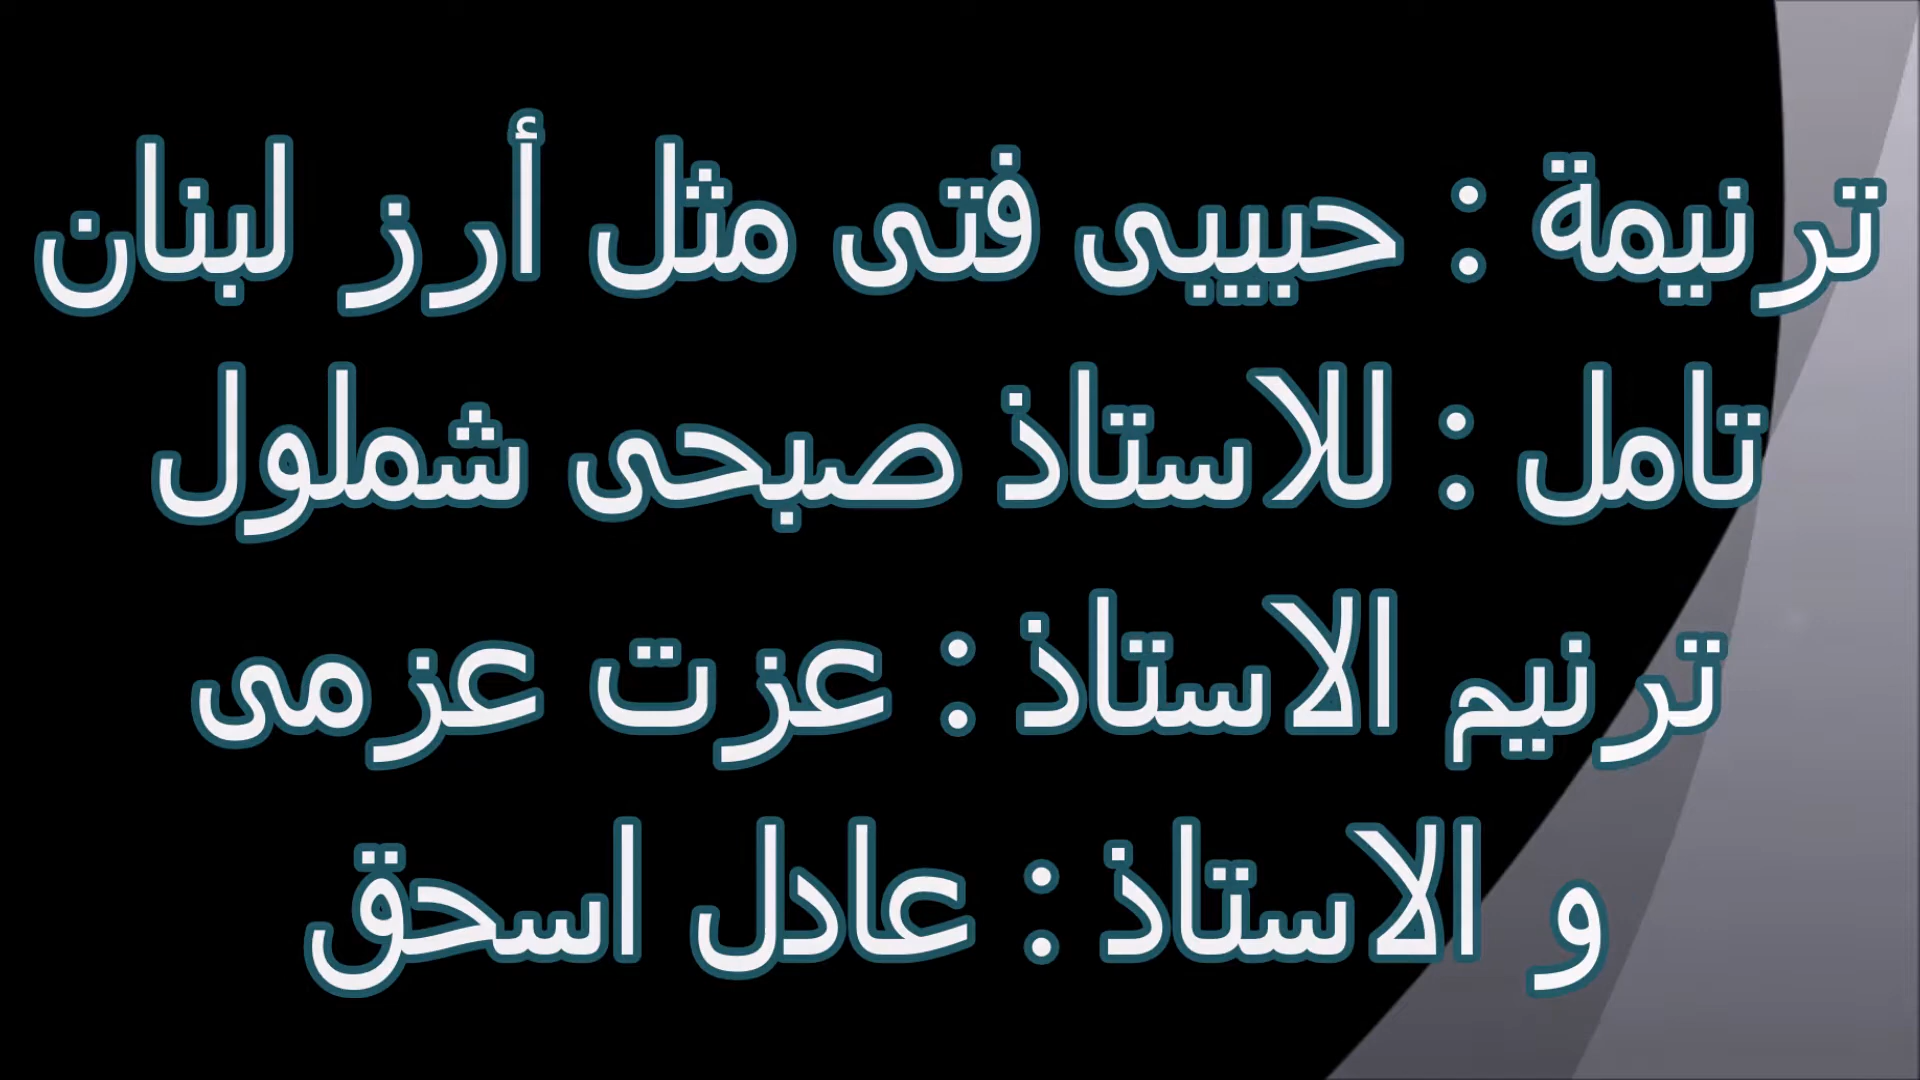 ترنيمة : حبيبى فتى مثل أرز لبنان
تامل : للاستاذ صبحى شملول
ترنيم الاستاذ : عزت عزمى
و الاستاذ : عادل اسحق